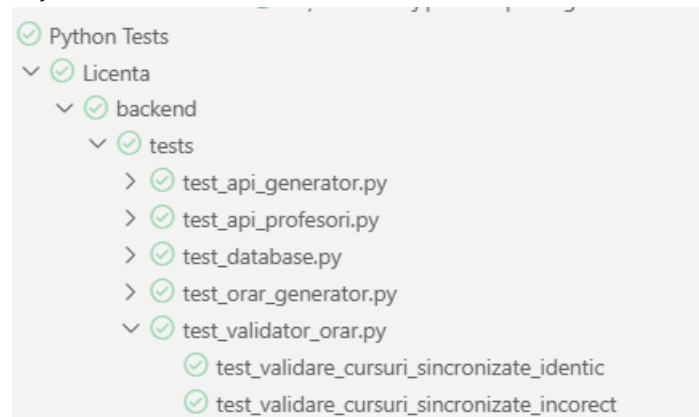 Python Tests
Licenta
backend
tests
test_api_generator.py
test_api_profesori.py
test_database.py
test_orar_generator.py
test_validator_orar.py
test_validare_cursuri_sincronizate_identic
test_validare_cursuri_sincronizate_incorect